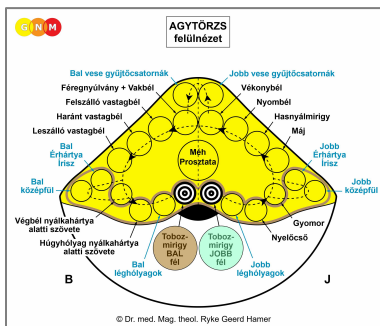 G N M
AGYTÖRZS
felülnézet
Bal vese gyűjtőcsatornák
Jobb vese gyűjtőcsatornák
Féregnyúlvány + Vakbél
Vékonybél
Felszálló vastagbél
Nyombél
Haránt vastagbél
Hasnyálmirigy
Leszálló vastagbél
Máj
Bal
Érhártya
Írisz
Méh
Prosztata
Jobb
Érhártya
Írisz
Bal
középfül
Jobb
középfül
Végbél nyálkahártya
alatti szövete
Gyomor
Húgyhólyag nyálkahártya
alatti szövete
Nyelőcső
Toboz-
mirigy
BAL
fél
Toboz-
mirigy
JOBB
fél
Bal
léghólyagok
Jobb
léghólyagok
B
J
© Dr. med. Mag. theol. Ryke Geerd Hamer